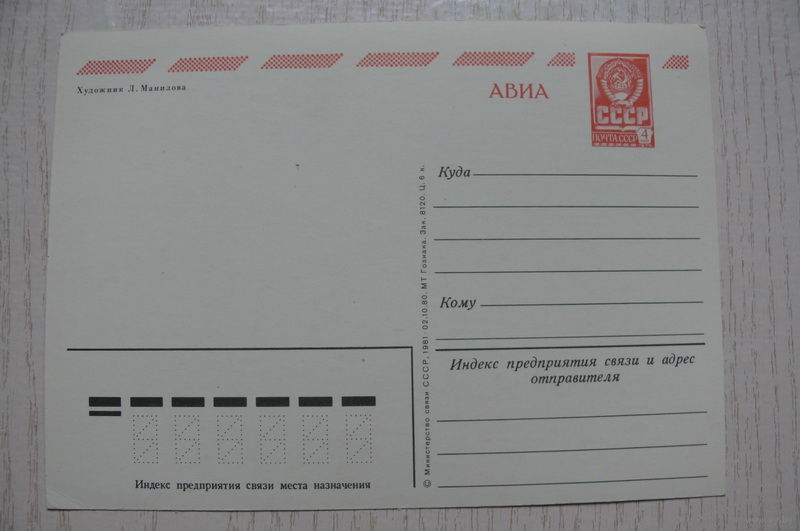 Художник Л. Манилова
АВИА
СССР
ПОЧТА СССР 4
Куда
Кому
Индекс предприятия связи и адрес
отправителя
© Министерство связи СССР, 1981 02.10.80. МТ Гознака. Зак. 8120. Ц. 6 к.
Индекс предприятия связи места назначения